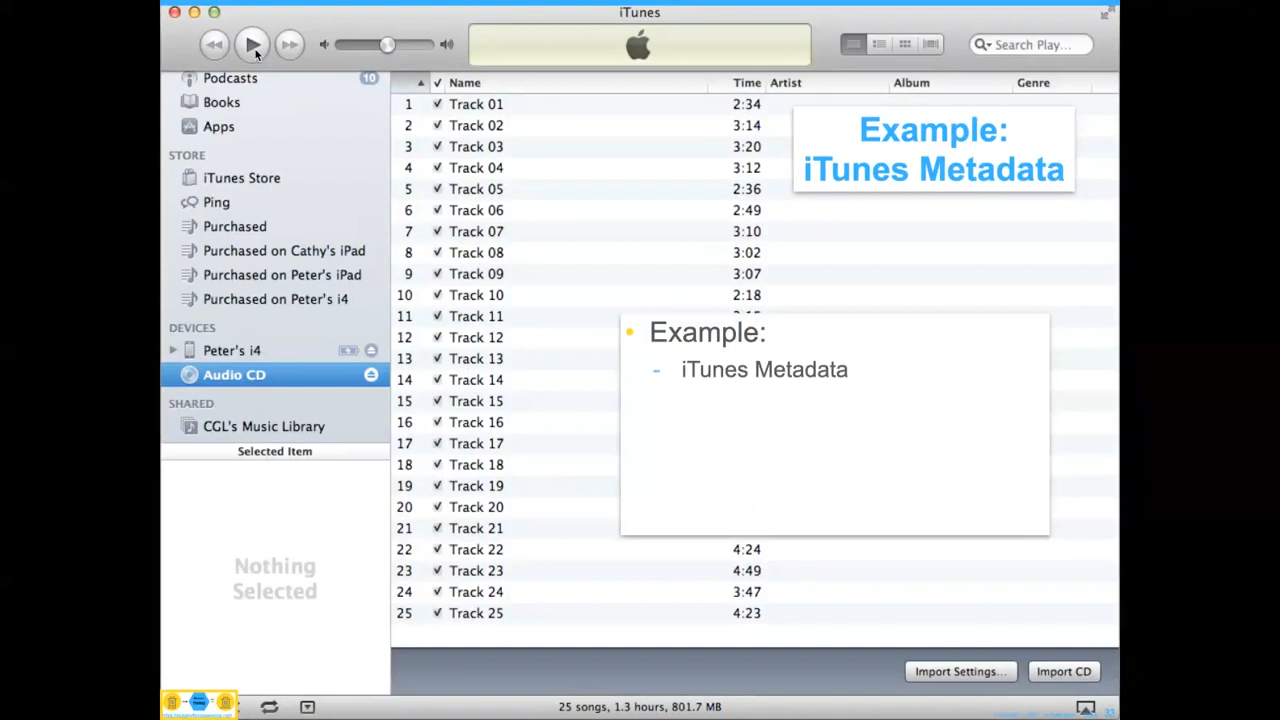 iTunes
Search Play...
Podcasts 10
Books
Apps
STORE
iTunes Store
Ping
Purchased
Purchased on Cathy's iPad
Purchased on Peter's iPad
Purchased on Peter's i4
DEVICES
Peter's i4
Audio CD
SHARED
CGL's Music Library
Selected Item
Nothing
Selected
Name Time Artist Album Genre
1 Track 01 2:34
2 Track 02 3:14
3 Track 03 3:20
4 Track 04 3:12
5 Track 05 2:36
6 Track 06 2:49
7 Track 07 3:10
8 Track 08 3:02
9 Track 09 3:07
10 Track 10 2:18
11 Track 11
12 Track 12
13 Track 13
14 Track 14
15 Track 15
16 Track 16
17 Track 17
18 Track 18
19 Track 19
20 Track 20
21 Track 21
22 Track 22 4:24
23 Track 23 4:49
24 Track 24 3:47
25 Track 25 4:23
Example:
iTunes Metadata
• Example:
- iTunes Metadata
Import Settings... Import CD
25 songs, 1.3 hours, 801.7 MB
33